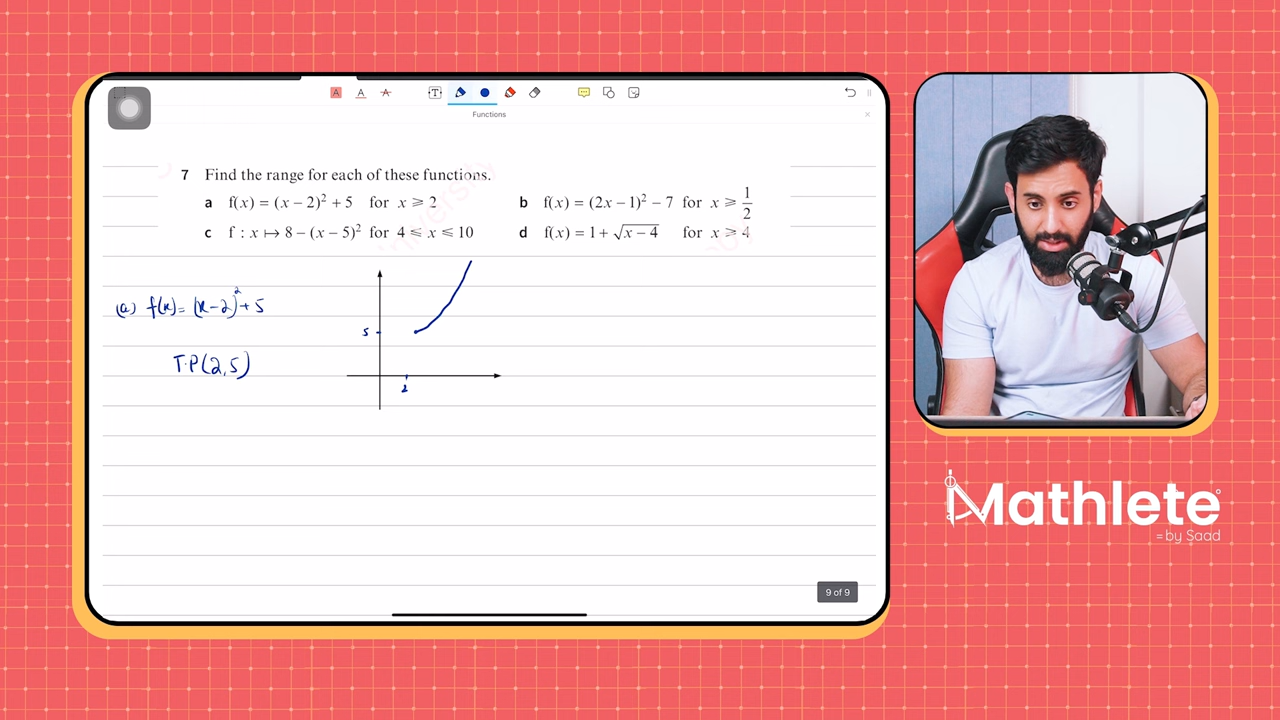 Functions
7 Find the range for each of these functions.
a f(x) = (x − 2)² + 5 for x ⩾ 2
b f(x) = (2x − 1)² − 7 for x ⩾ 1/2
c f : x ↦ 8 − (x − 5)² for 4 ⩽ x ⩽ 10
d f(x) = 1 + √(x − 4) for x ⩾ 4
(a) f(x) = (x−2)² + 5
T.P(2,5)
5
2
9 of 9
Mathlete
= by Saad